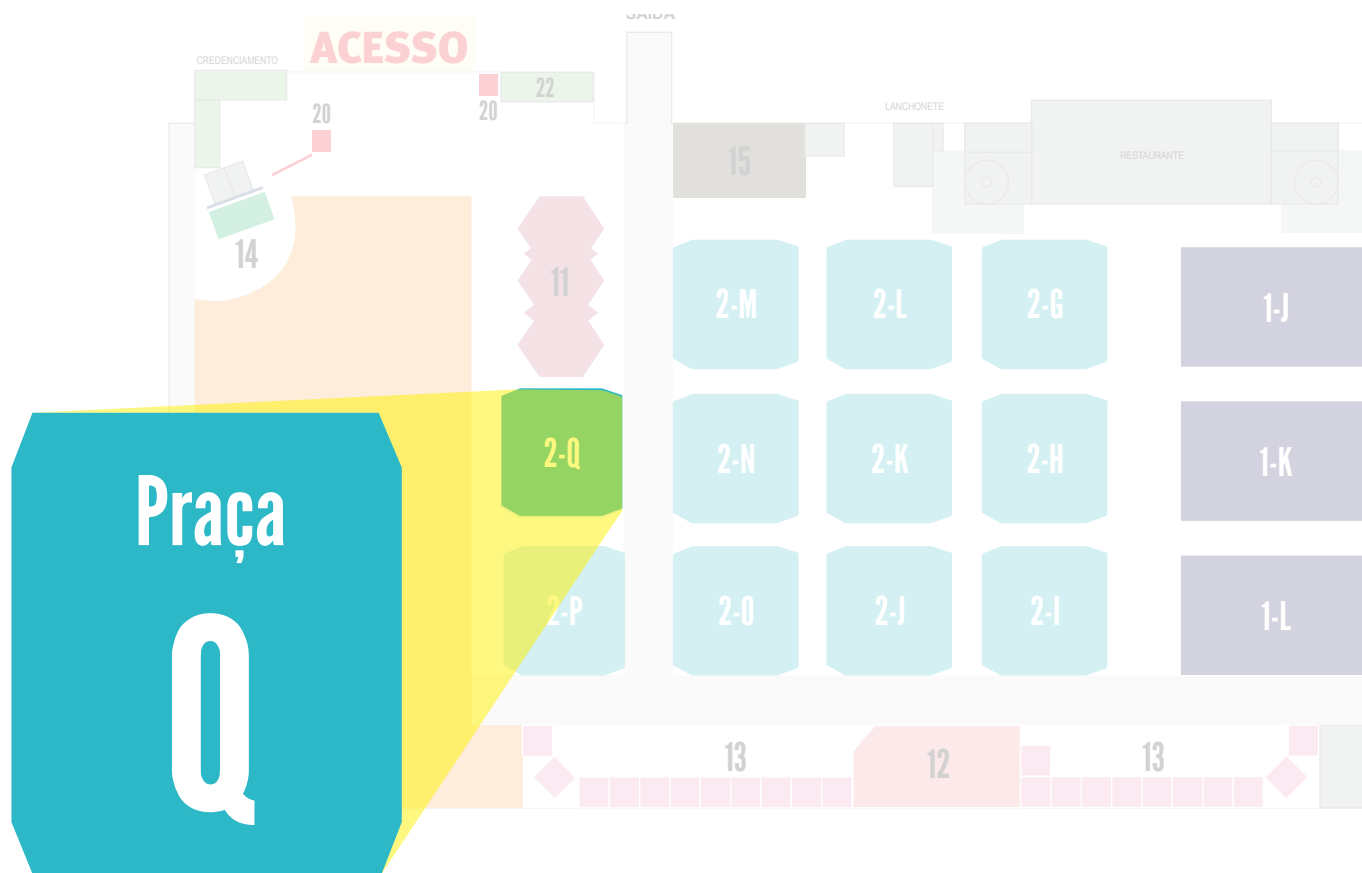 SAÍDA
ACESSO
CREDENCIAMENTO
22
20
20
LANCHONETE
15
RESTAURANTE
14
11
2-M
2-L
2-G
1-J
2-Q
2-N
2-K
2-H
1-K
Praça
Q
2-P
2-O
2-J
2-I
1-L
13
12
13